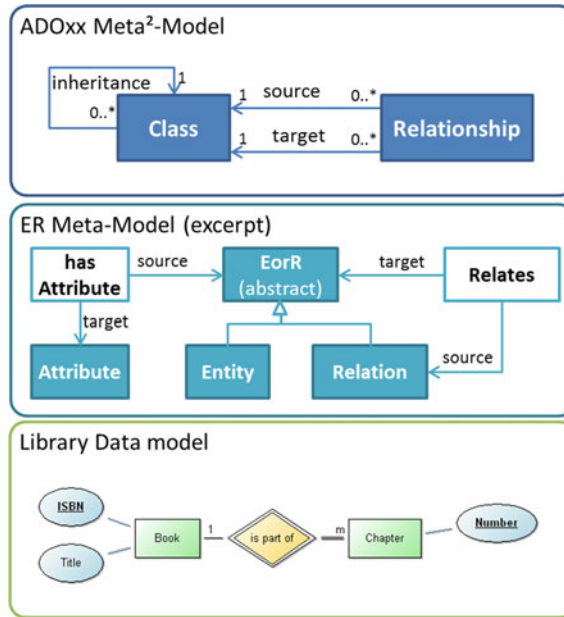 ADOxx Meta²-Model
inheritance
1
0..*
Class
1 source 0..*
1 target 0..*
Relationship
ER Meta-Model (excerpt)
has
Attribute
source
EorR
(abstract)
target
Relates
target
Attribute
Entity
Relation
source
Library Data model
ISBN
Title
Book
1
is part of
m
Chapter
Number